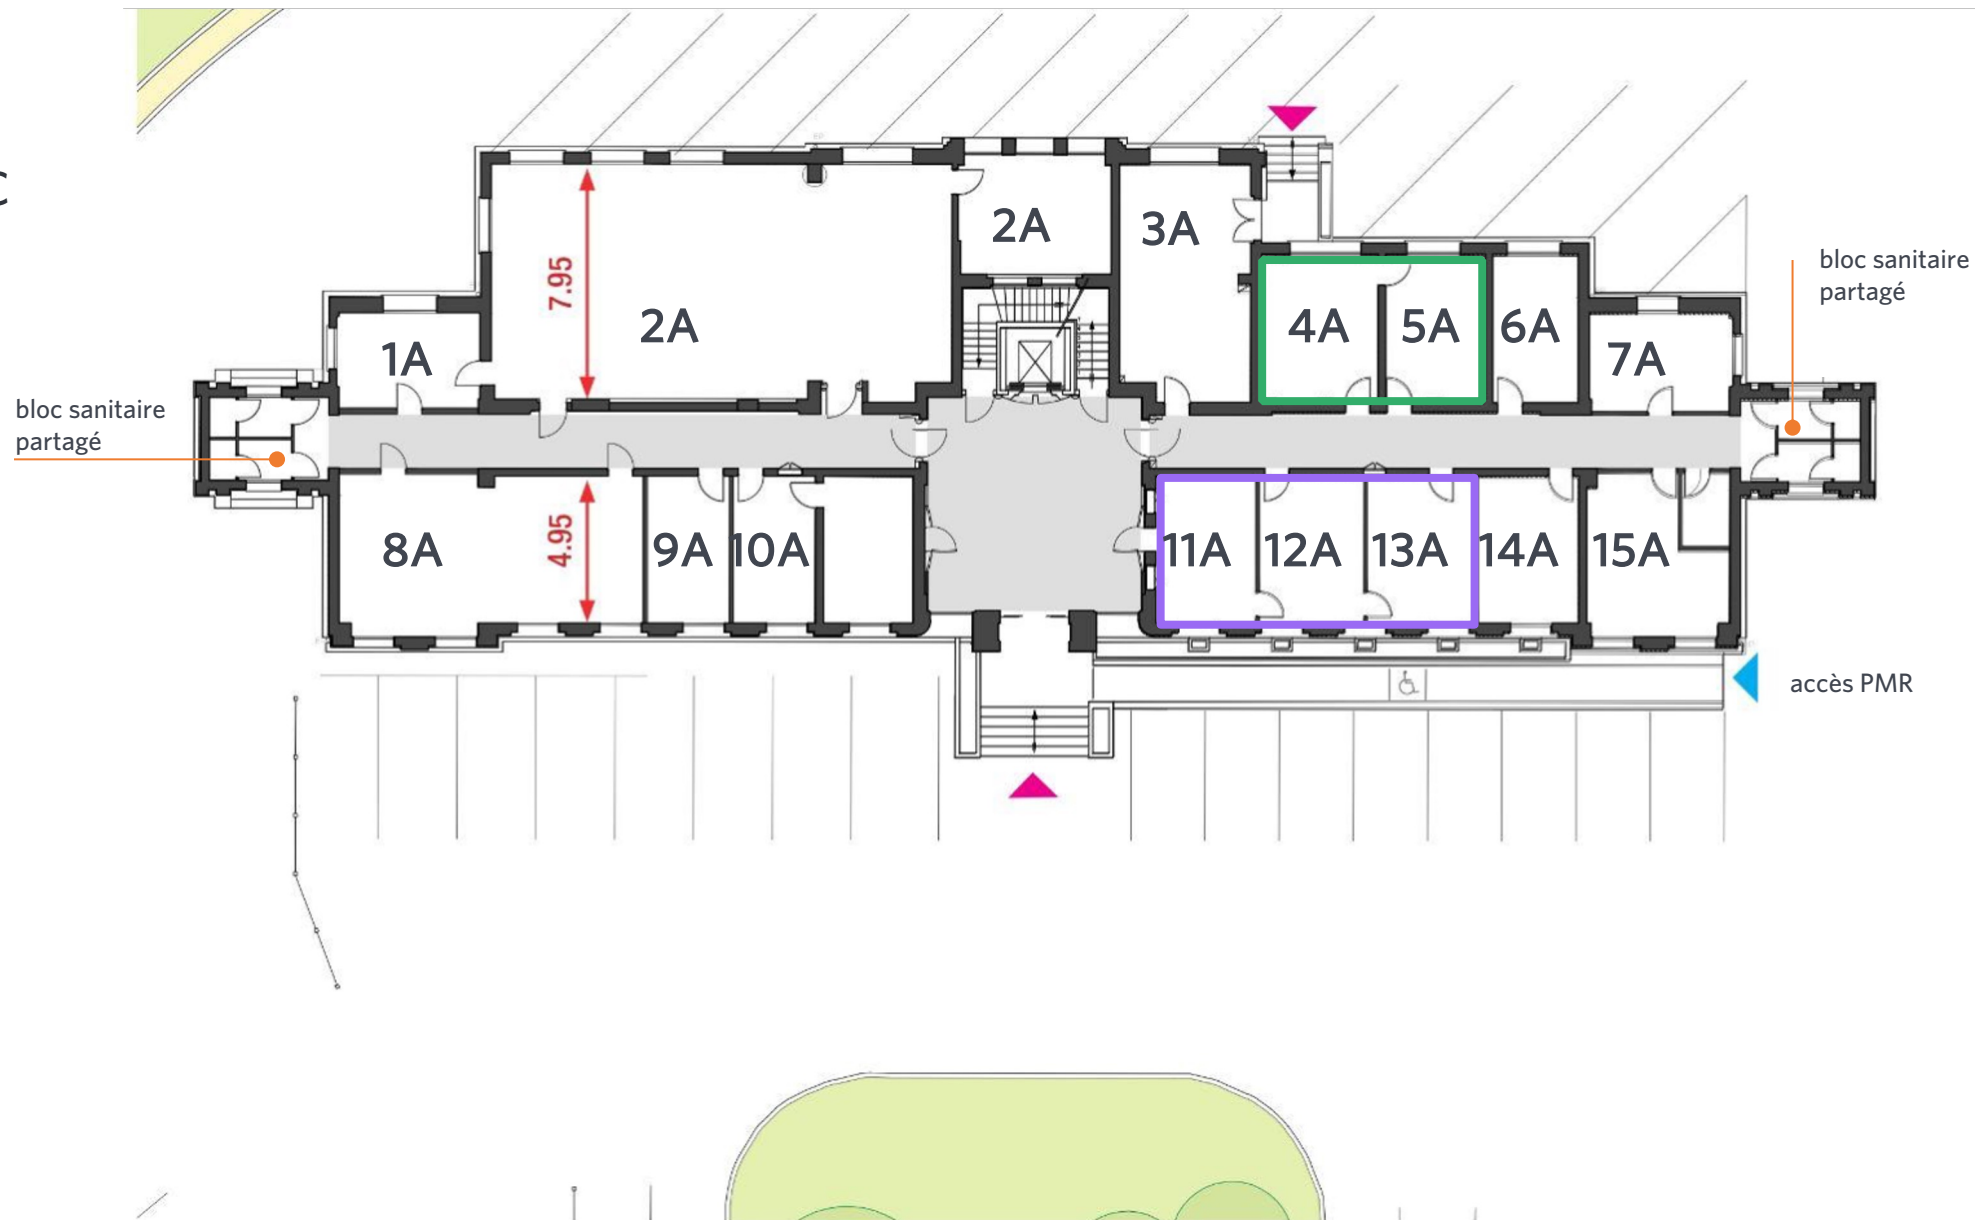 C
2A
3A
bloc sanitaire
partagé
7.95
2A
4A
5A
6A
1A
7A
bloc sanitaire
partagé
8A
4.95
9A
10A
11A
12A
13A
14A
15A
accès PMR